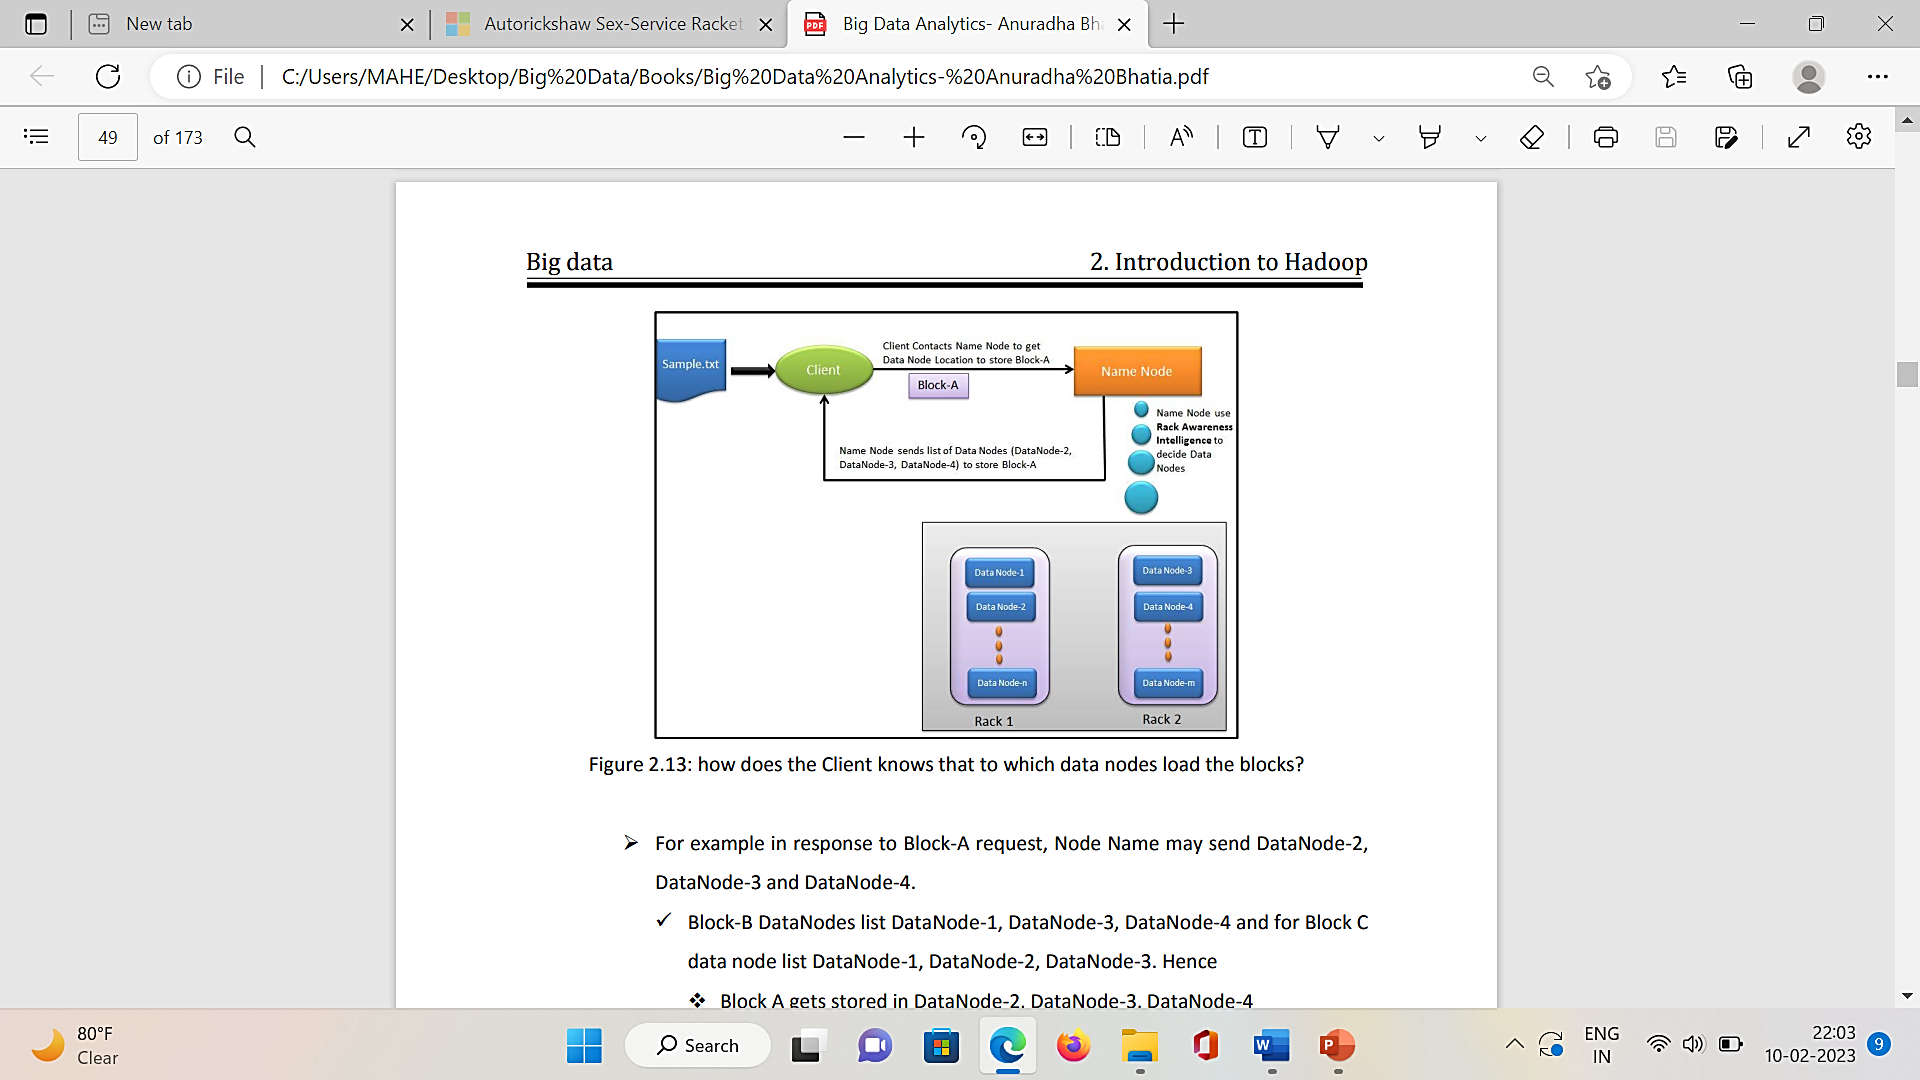 New tab
Autorickshaw Sex-Service Racket
Big Data Analytics- Anuradha Bha
File
C:/Users/MAHE/Desktop/Big%20Data/Books/Big%20Data%20Analytics-%20Anuradha%20Bhatia.pdf
49 of 173
Big data
2. Introduction to Hadoop
Sample.txt
Client
Client Contacts Name Node to get
Data Node Location to store Block-A
Block-A
Name Node
Name Node use
Rack Awareness
Intelligence to
decide Data
Nodes
Name Node sends list of Data Nodes (DataNode-2,
DataNode-3, DataNode-4) to store Block-A
Data Node-1
Data Node-2
Data Node-n
Rack 1
Data Node-3
Data Node-4
Data Node-m
Rack 2
Figure 2.13: how does the Client knows that to which data nodes load the blocks?
For example in response to Block-A request, Node Name may send DataNode-2,
DataNode-3 and DataNode-4.
Block-B DataNodes list DataNode-1, DataNode-3, DataNode-4 and for Block C
data node list DataNode-1, DataNode-2, DataNode-3. Hence
Block A gets stored in DataNode-2, DataNode-3, DataNode-4
80°F
Clear
Search
ENG
IN
22:03
10-02-2023
9